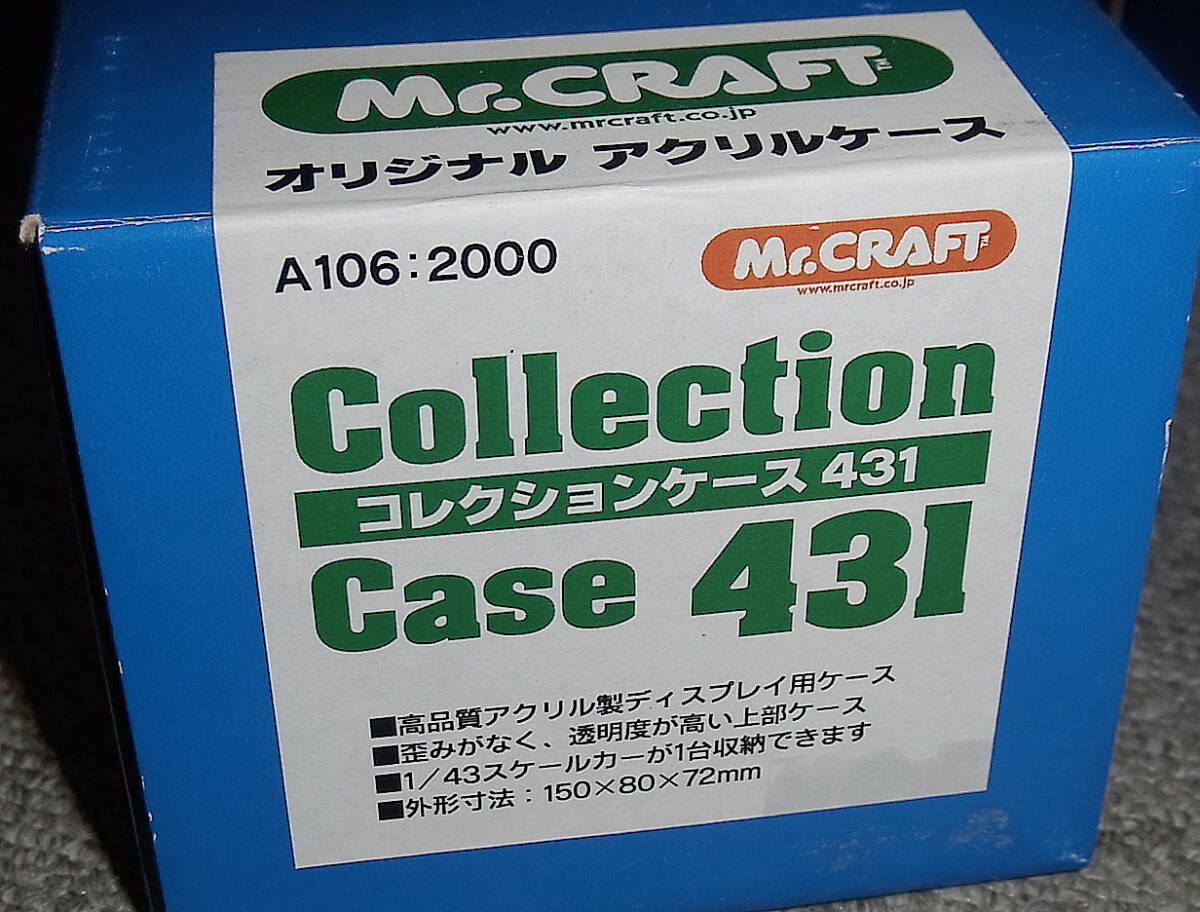 Mr.CRAFT TM
www.mrcraft.co.jp
オリジナル アクリルケース
A106:2000
Mr.CRAFT TM
www.mrcraft.co.jp
Collection
コレクションケース 431
Case 431
■高品質アクリル製ディスプレイ用ケース
■歪みがなく、透明度が高い上部ケース
■1/43スケールカーが1台収納できます
■外形寸法：150×80×72mm